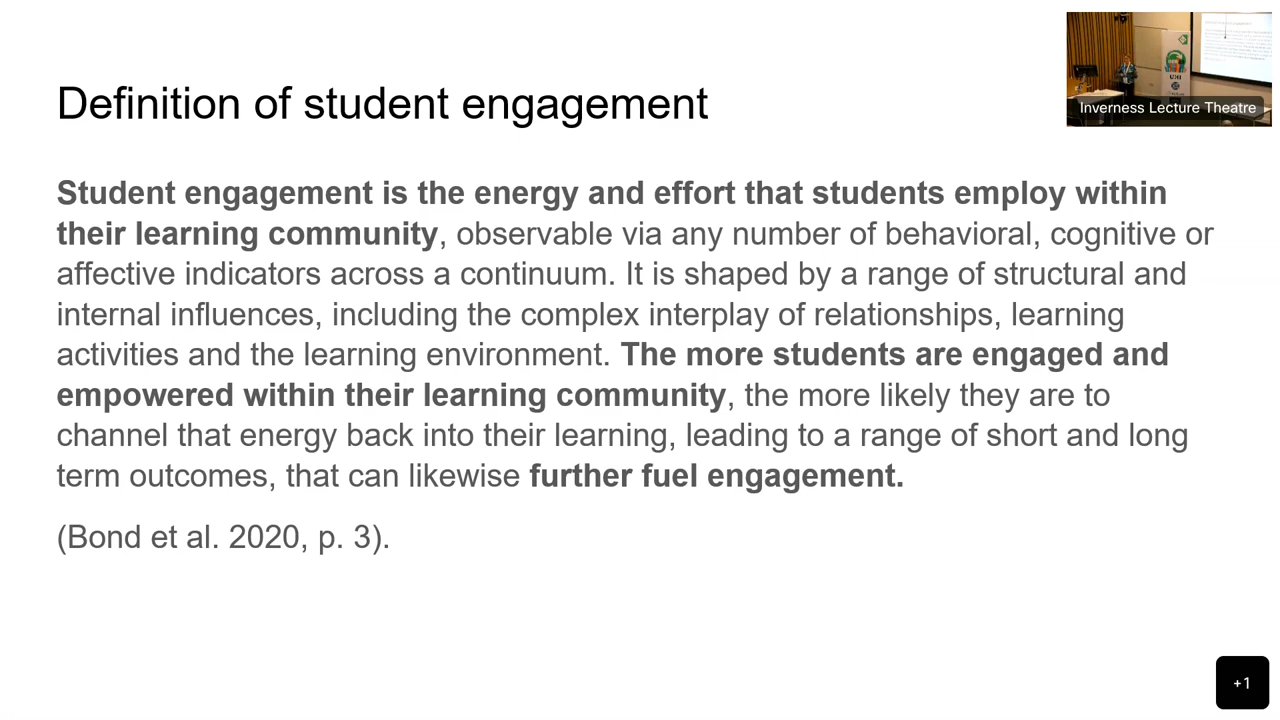 Definition of student engagement
Inverness Lecture Theatre
Student engagement is the energy and effort that students employ within
their learning community, observable via any number of behavioral, cognitive or
affective indicators across a continuum. It is shaped by a range of structural and
internal influences, including the complex interplay of relationships, learning
activities and the learning environment. The more students are engaged and
empowered within their learning community, the more likely they are to
channel that energy back into their learning, leading to a range of short and long
term outcomes, that can likewise further fuel engagement.
(Bond et al. 2020, p. 3).
+1